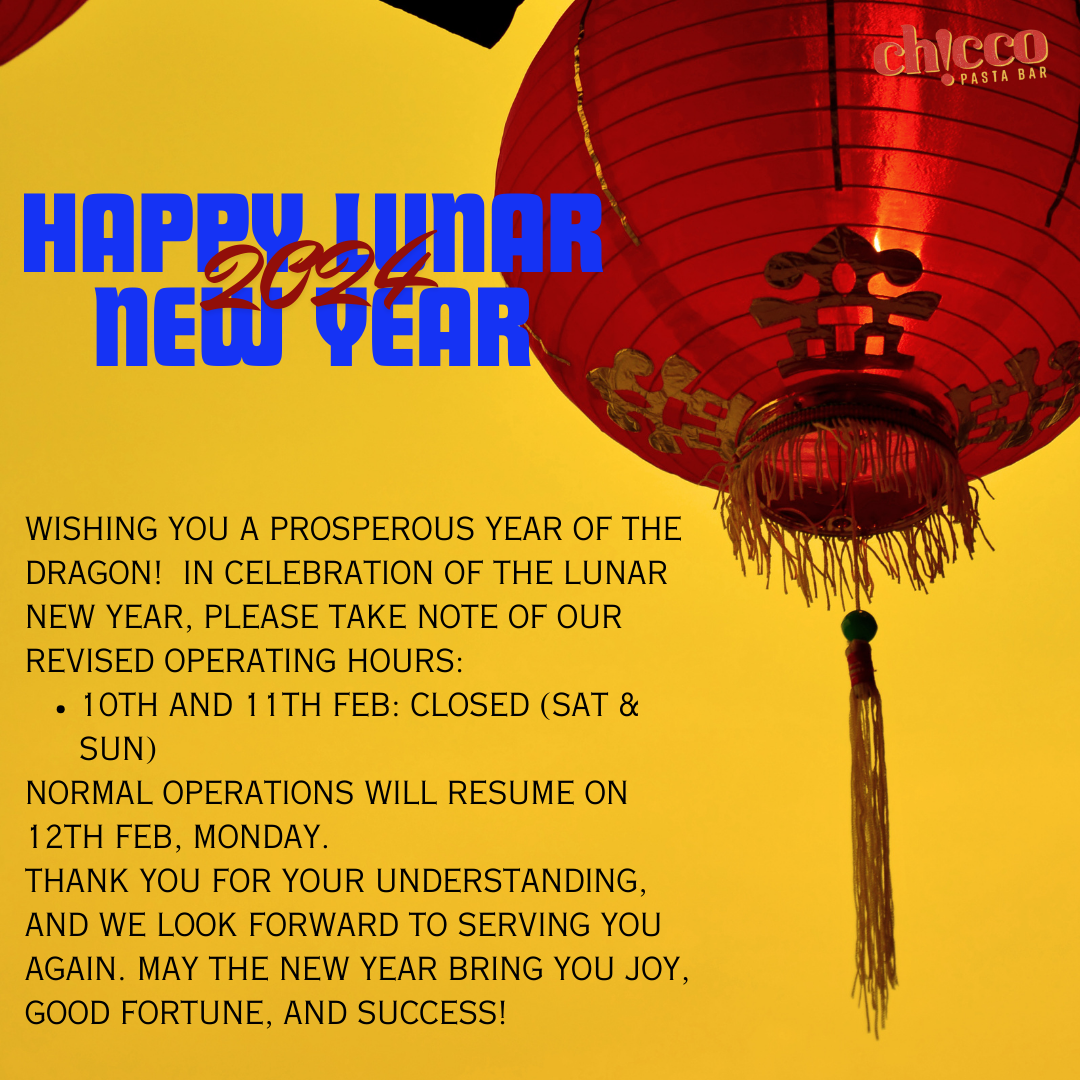 ch!cco
PASTA BAR
HAPPY LUNAR
2024
NEW YEAR
WISHING YOU A PROSPEROUS YEAR OF THE
DRAGON!  IN CELEBRATION OF THE LUNAR
NEW YEAR, PLEASE TAKE NOTE OF OUR
REVISED OPERATING HOURS:
• 10TH AND 11TH FEB: CLOSED (SAT &
SUN)
NORMAL OPERATIONS WILL RESUME ON
12TH FEB, MONDAY.
THANK YOU FOR YOUR UNDERSTANDING,
AND WE LOOK FORWARD TO SERVING YOU
AGAIN. MAY THE NEW YEAR BRING YOU JOY,
GOOD FORTUNE, AND SUCCESS!